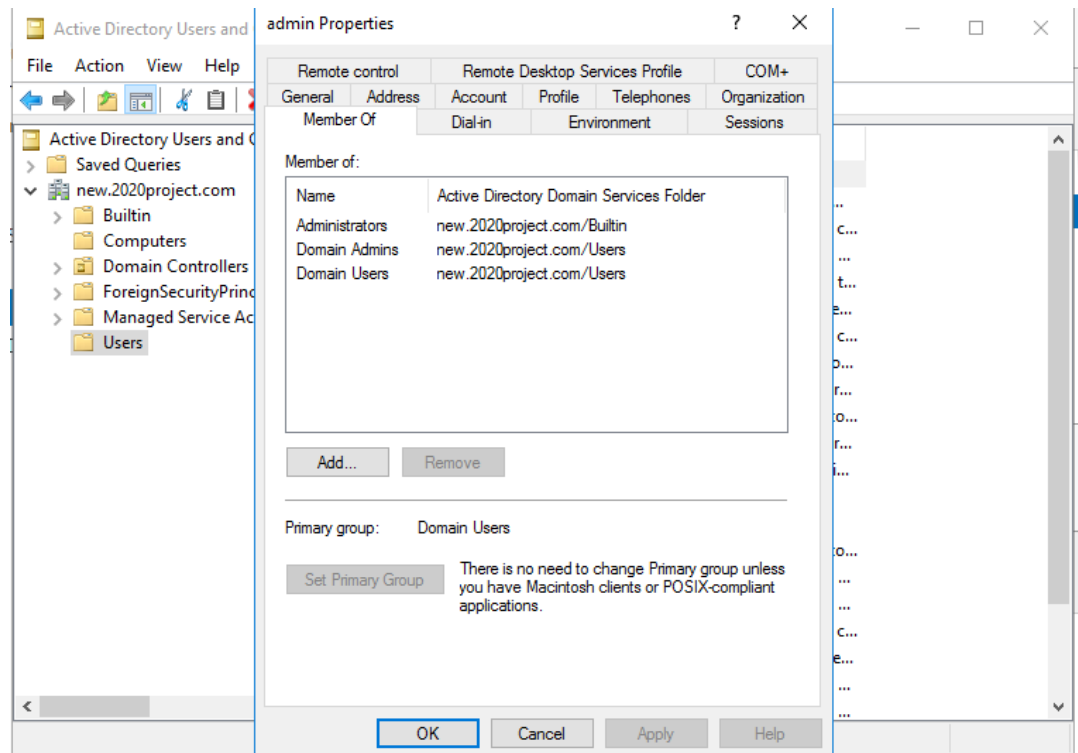 Active Directory Users and
File Action View Help
Active Directory Users and C
Saved Queries
new.2020project.com
Builtin
Computers
Domain Controllers
ForeignSecurityPrinc
Managed Service Ac
Users
admin Properties
?
Remote control Remote Desktop Services Profile COM+
General Address Account Profile Telephones Organization
Member Of Dial-in Environment Sessions
Member of:
Name Active Directory Domain Services Folder
Administrators new.2020project.com/Builtin
Domain Admins new.2020project.com/Users
Domain Users new.2020project.com/Users
Add... Remove
Primary group: Domain Users
Set Primary Group
There is no need to change Primary group unless
you have Macintosh clients or POSIX-compliant
applications.
OK Cancel Apply Help
...
c...
...
t...
e...
c...
o...
r...
to...
r...
i...
to...
...
...
c...
e...
...
...